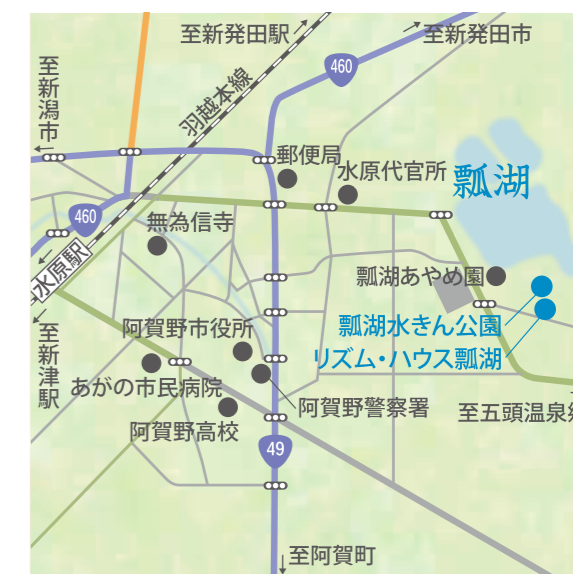 至新発田駅
至新発田市
460
至新潟市
羽越本線
郵便局
水原代官所
瓢湖
460
無為信寺
水原駅
瓢湖あやめ園
瓢湖水きん公園
阿賀野市役所
リズム・ハウス瓢湖
至新津駅
あがの市民病院
阿賀野警察署
至五頭温泉郷
阿賀野高校
49
至阿賀町